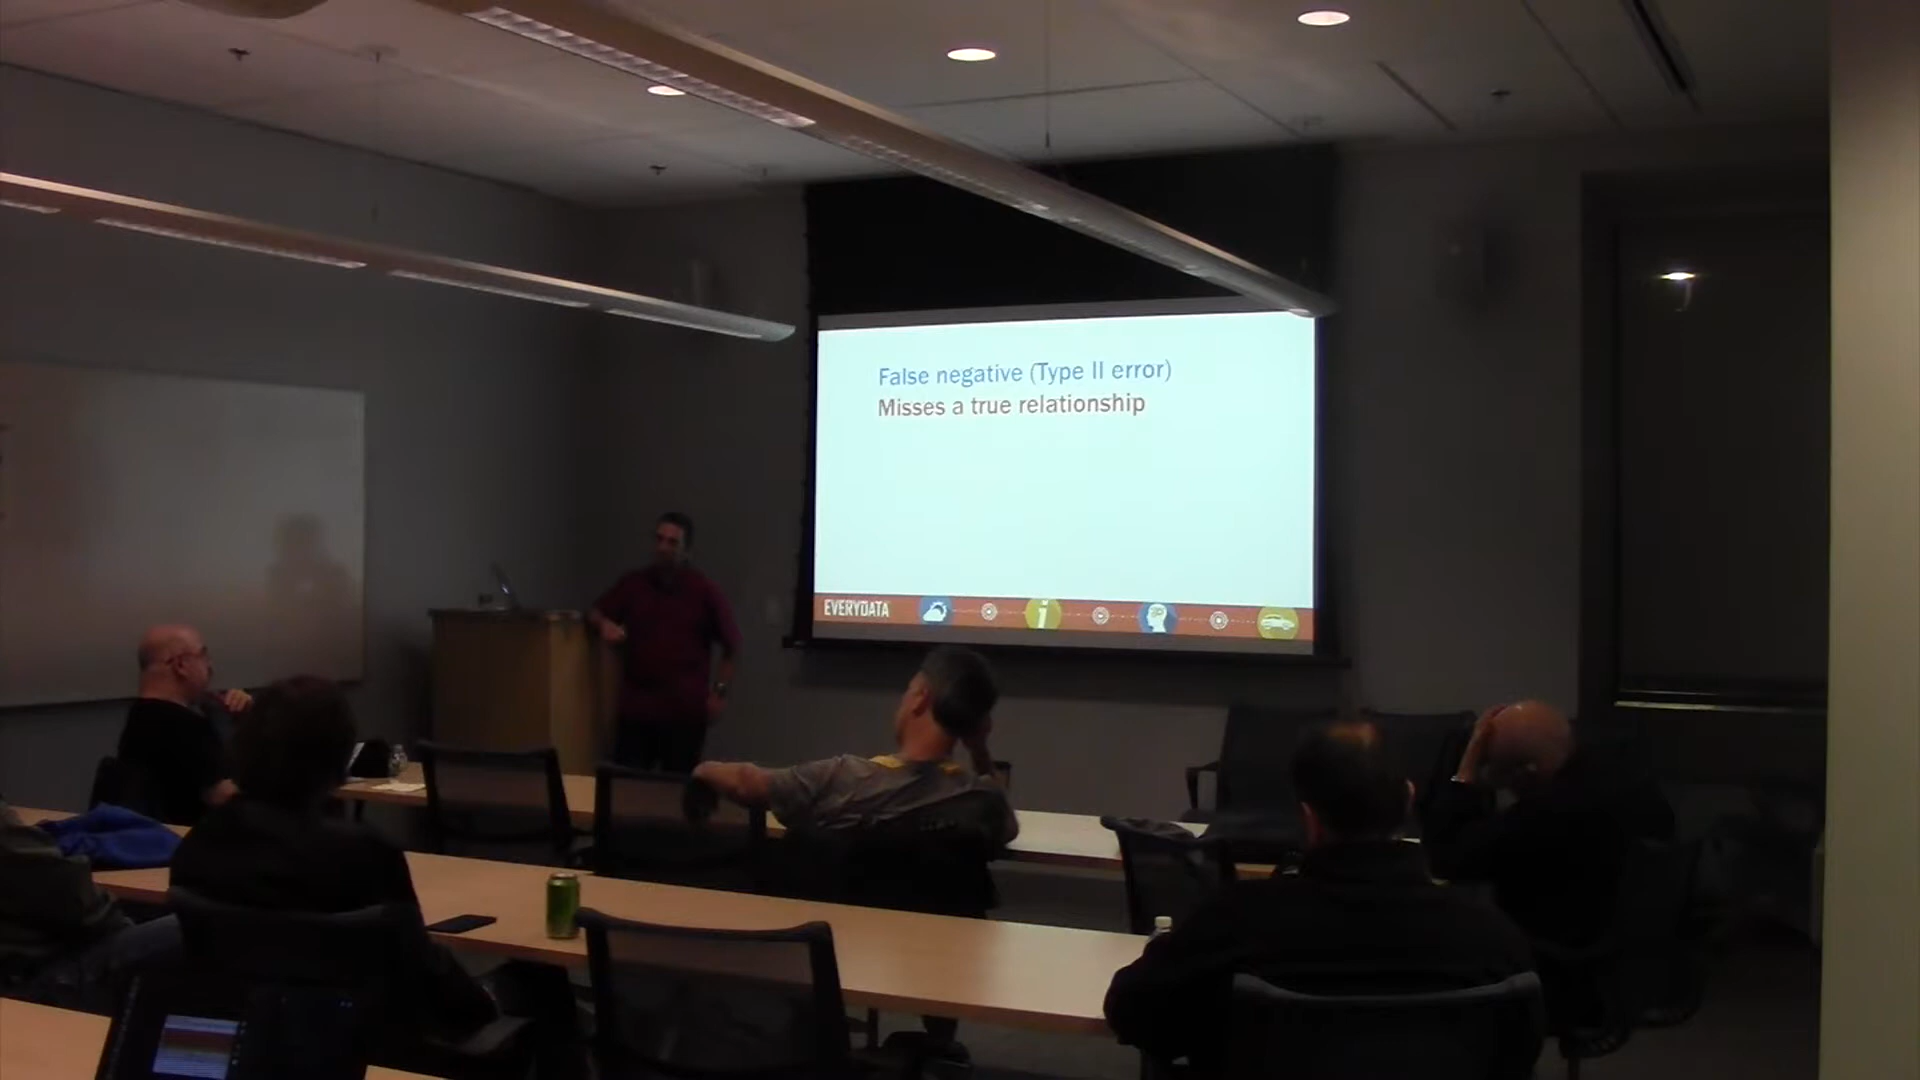 False negative (Type II error)
Misses a true relationship
EVERYDATA